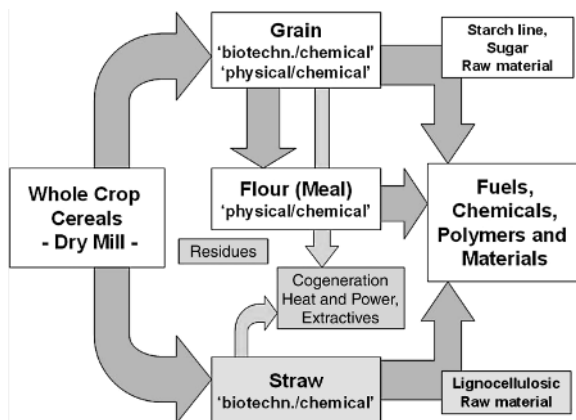 Grain
‘biotechn./chemical’
‘physical/chemical’
Starch line,
Sugar
Raw material
Whole Crop
Cereals
- Dry Mill -
Flour (Meal)
‘physical/chemical’
Fuels,
Chemicals,
Polymers and
Materials
Residues
Cogeneration
Heat and Power,
Extractives
Straw
‘biotechn./chemical’
Lignocellulosic
Raw material